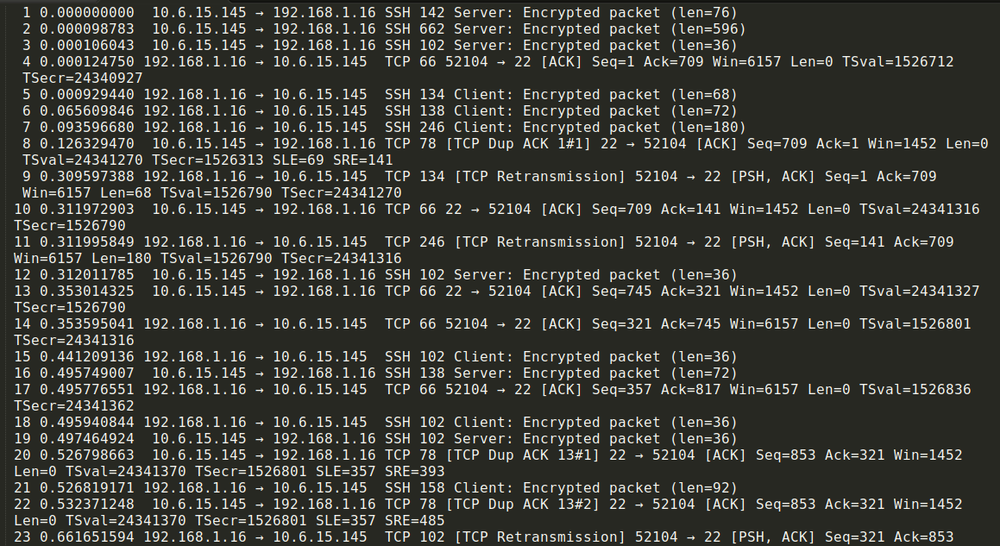 1 0.000000000 10.6.15.145 → 192.168.1.16 SSH 142 Server: Encrypted packet (len=76)
2 0.000098783 10.6.15.145 → 192.168.1.16 SSH 662 Server: Encrypted packet (len=596)
3 0.000106043 10.6.15.145 → 192.168.1.16 SSH 102 Server: Encrypted packet (len=36)
4 0.000124750 192.168.1.16 → 10.6.15.145 TCP 66 52104 → 22 [ACK] Seq=1 Ack=709 Win=6157 Len=0 TSval=1526712
TSecr=24340927
5 0.000929440 192.168.1.16 → 10.6.15.145 SSH 134 Client: Encrypted packet (len=68)
6 0.065609846 192.168.1.16 → 10.6.15.145 SSH 138 Client: Encrypted packet (len=72)
7 0.093596680 192.168.1.16 → 10.6.15.145 SSH 246 Client: Encrypted packet (len=180)
8 0.126329470 10.6.15.145 → 192.168.1.16 TCP 78 [TCP Dup ACK 1#1] 22 → 52104 [ACK] Seq=709 Ack=1 Win=1452 Len=0
TSval=24341270 TSecr=1526313 SLE=69 SRE=141
9 0.309597388 192.168.1.16 → 10.6.15.145 TCP 134 [TCP Retransmission] 52104 → 22 [PSH, ACK] Seq=1 Ack=709
Win=6157 Len=68 TSval=1526790 TSecr=24341270
10 0.311972903 10.6.15.145 → 192.168.1.16 TCP 66 22 → 52104 [ACK] Seq=709 Ack=141 Win=1452 Len=0 TSval=24341316
TSecr=1526790
11 0.311995849 192.168.1.16 → 10.6.15.145 TCP 246 [TCP Retransmission] 52104 → 22 [PSH, ACK] Seq=141 Ack=709
Win=6157 Len=180 TSval=1526790 TSecr=24341316
12 0.312011785 10.6.15.145 → 192.168.1.16 SSH 102 Server: Encrypted packet (len=36)
13 0.353014325 10.6.15.145 → 192.168.1.16 TCP 66 22 → 52104 [ACK] Seq=745 Ack=321 Win=1452 Len=0 TSval=24341327
TSecr=1526790
14 0.353595041 192.168.1.16 → 10.6.15.145 TCP 66 52104 → 22 [ACK] Seq=321 Ack=745 Win=6157 Len=0 TSval=1526801
TSecr=24341316
15 0.441209136 192.168.1.16 → 10.6.15.145 SSH 102 Client: Encrypted packet (len=36)
16 0.495749007 10.6.15.145 → 192.168.1.16 SSH 138 Server: Encrypted packet (len=72)
17 0.495776551 192.168.1.16 → 10.6.15.145 TCP 66 52104 → 22 [ACK] Seq=357 Ack=817 Win=6157 Len=0 TSval=1526836
TSecr=24341362
18 0.495940844 192.168.1.16 → 10.6.15.145 SSH 102 Client: Encrypted packet (len=36)
19 0.497464924 10.6.15.145 → 192.168.1.16 SSH 102 Server: Encrypted packet (len=36)
20 0.526798663 10.6.15.145 → 192.168.1.16 TCP 78 [TCP Dup ACK 13#1] 22 → 52104 [ACK] Seq=853 Ack=321 Win=1452
Len=0 TSval=24341370 TSecr=1526801 SLE=357 SRE=393
21 0.526819171 192.168.1.16 → 10.6.15.145 SSH 158 Client: Encrypted packet (len=92)
22 0.532371248 10.6.15.145 → 192.168.1.16 TCP 78 [TCP Dup ACK 13#2] 22 → 52104 [ACK] Seq=853 Ack=321 Win=1452
Len=0 TSval=24341370 TSecr=1526801 SLE=357 SRE=485
23 0.661651594 192.168.1.16 → 10.6.15.145 TCP 102 [TCP Retransmission] 52104 → 22 [PSH, ACK] Seq=321 Ack=853